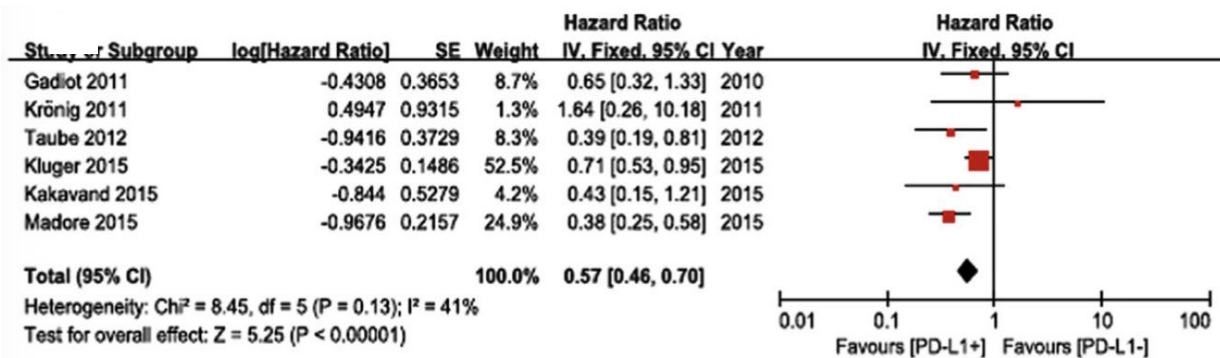 Hazard Ratio Hazard Ratio
Study or Subgroup log[Hazard Ratio] SE Weight IV, Fixed, 95% CI Year IV, Fixed, 95% CI
Gadiot 2011 -0.4308 0.3653 8.7% 0.65 [0.32, 1.33] 2010
Krönig 2011 0.4947 0.9315 1.3% 1.64 [0.26, 10.18] 2011
Taube 2012 -0.9416 0.3729 8.3% 0.39 [0.19, 0.81] 2012
Kluger 2015 -0.3425 0.1486 52.5% 0.71 [0.53, 0.95] 2015
Kakavand 2015 -0.844 0.5279 4.2% 0.43 [0.15, 1.21] 2015
Madore 2015 -0.9676 0.2157 24.9% 0.38 [0.25, 0.58] 2015
Total (95% CI) 100.0% 0.57 [0.46, 0.70]
Heterogeneity: Chi² = 8.45, df = 5 (P = 0.13); I² = 41%
Test for overall effect: Z = 5.25 (P < 0.00001)
0.01 0.1 1 10 100
Favours [PD-L1+] Favours [PD-L1-]